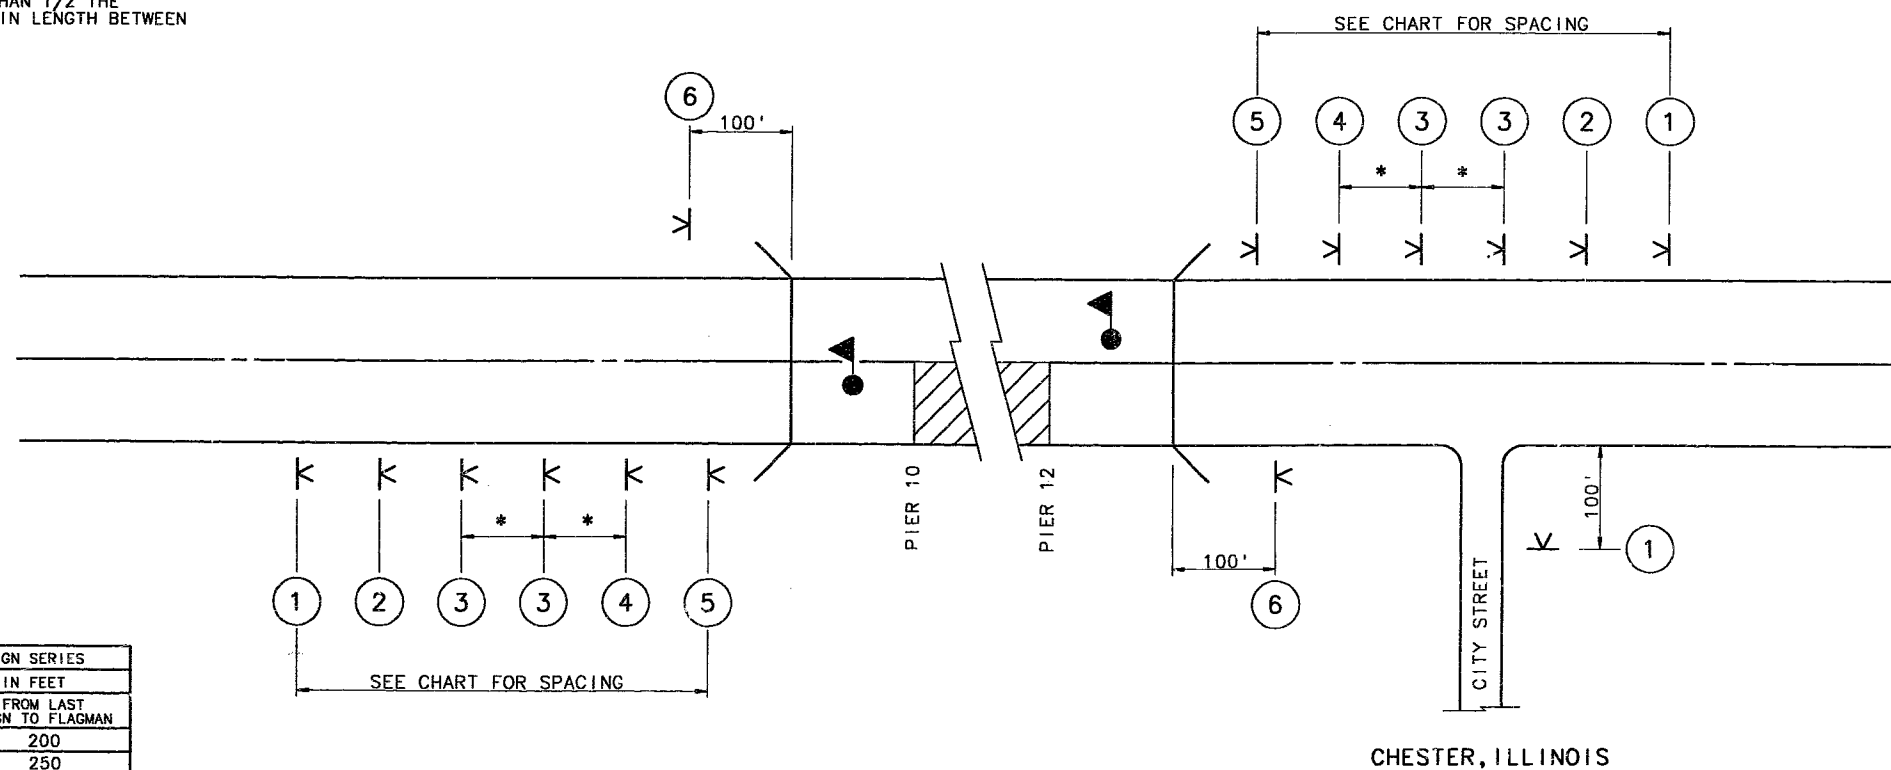 HAN 1/2 THE
IN LENGTH BETWEEN
SEE CHART FOR SPACING
6
100'
5 4 3 3 2 1
* *
PIER 10
PIER 12
* *
100'
100'
1
1 2 3 3 4 5
6
CITY STREET
SEE CHART FOR SPACING
GN SERIES
IN FEET
FROM LAST
GN TO FLAGMAN
200
250
CHESTER, ILLINOIS